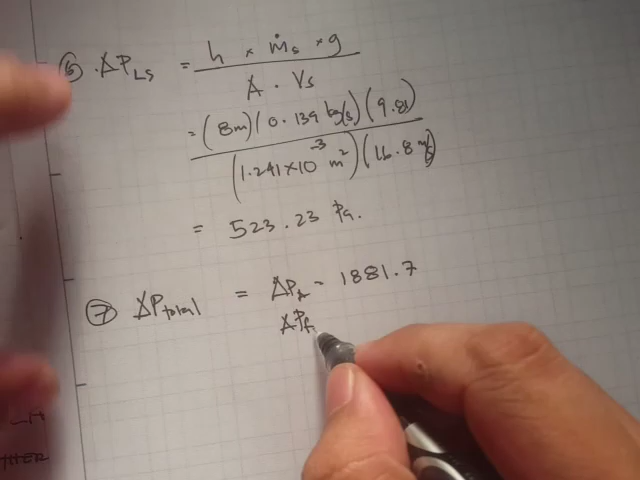 ⑥ ΔP_LS = h × ṁ_s × g
A · V_s
= (8m)(0.139 kg/s)(9.81)
(1.241×10⁻³ m²)(16.8 m/s)
= 523.23 Pa.
⑦ ΔP_total = ΔP_A - 1881.7
ΔP_f